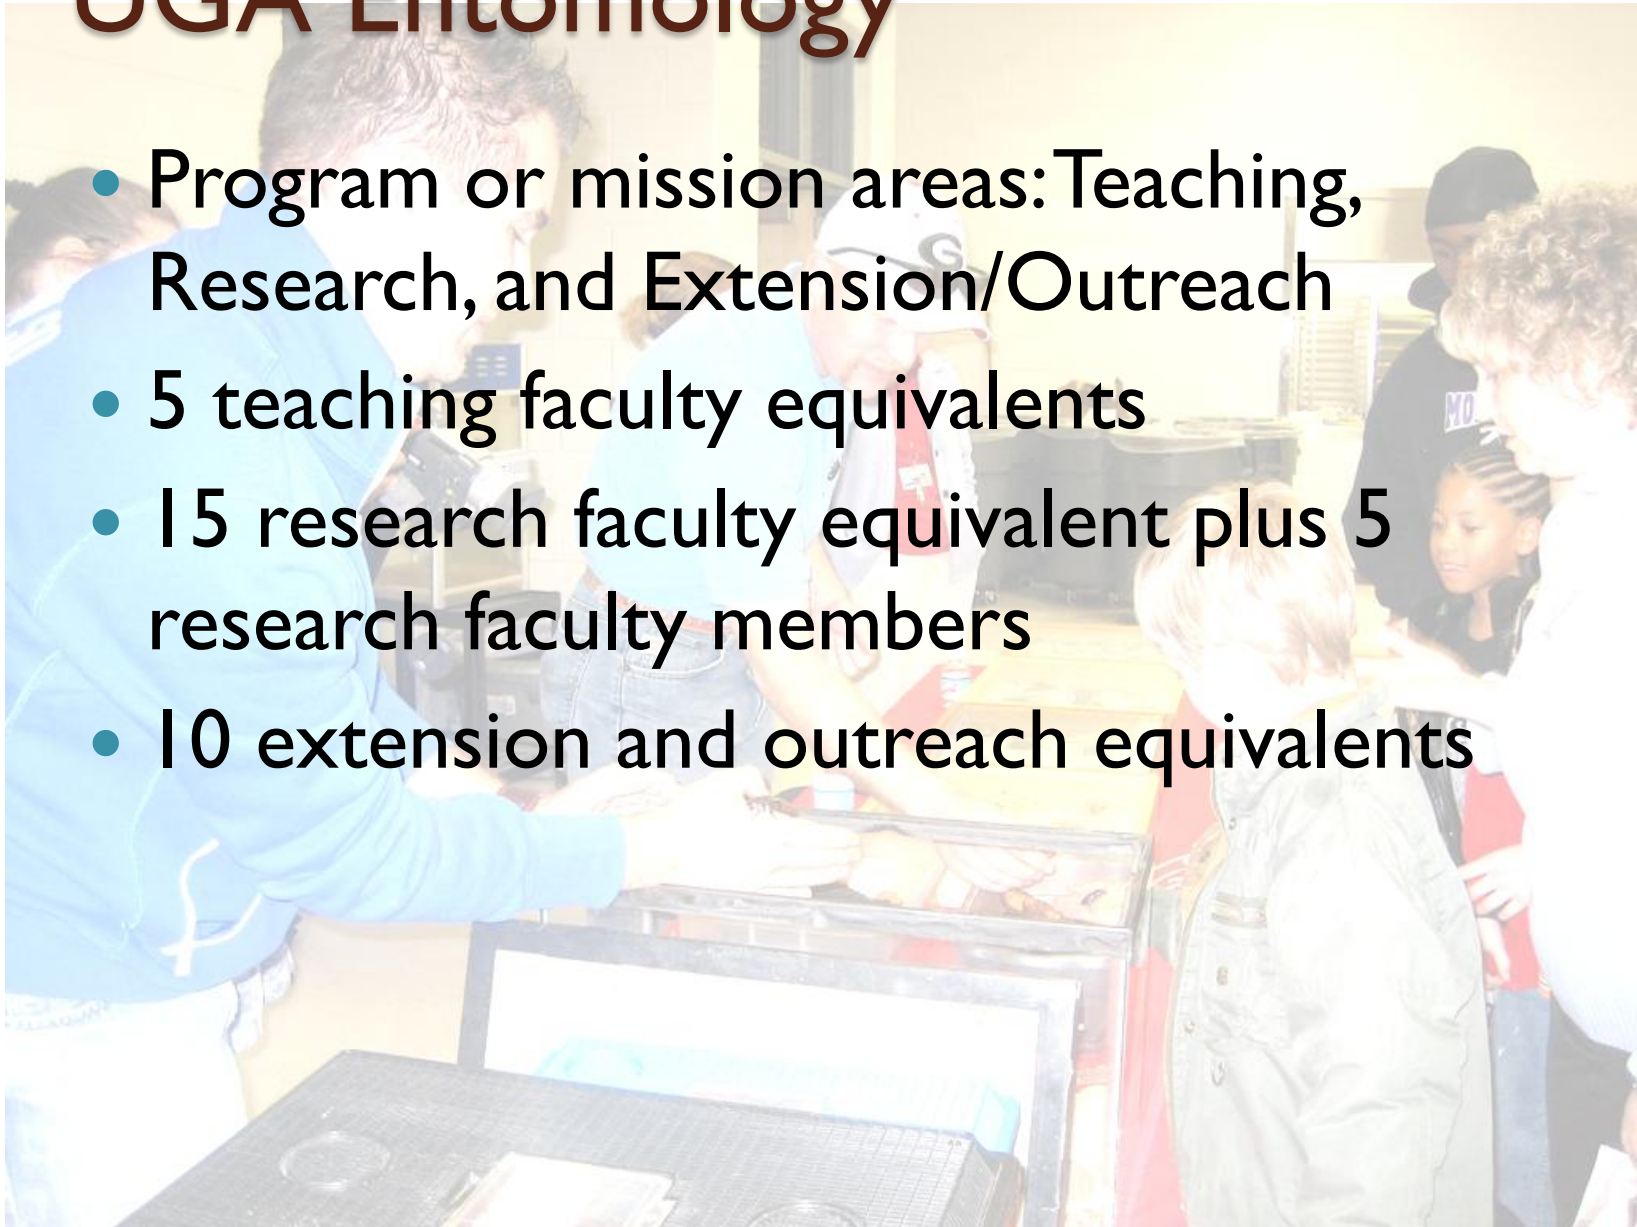 UGA Entomology
• Program or mission areas: Teaching,
Research, and Extension/Outreach
• 5 teaching faculty equivalents
• 15 research faculty equivalent plus 5
research faculty members
• 10 extension and outreach equivalents
G
MO